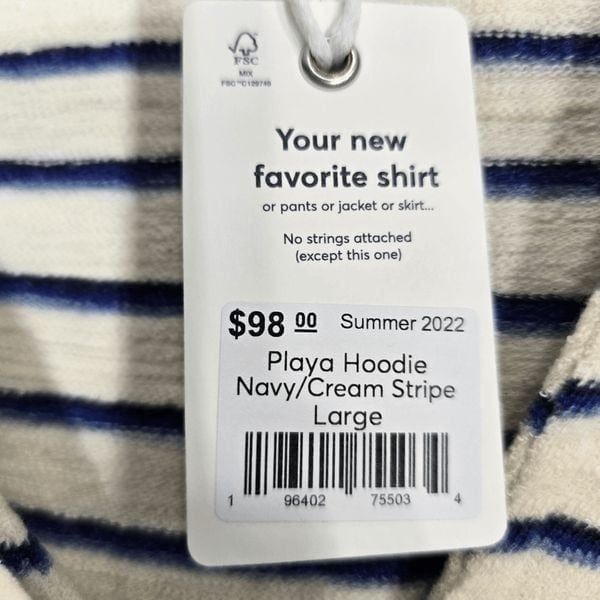 FSC
MIX
FSC™C129745
Your new
favorite shirt
or pants or jacket or skirt...
No strings attached
(except this one)
$98 00 Summer 2022
Playa Hoodie
Navy/Cream Stripe
Large
1 96402 75503 4